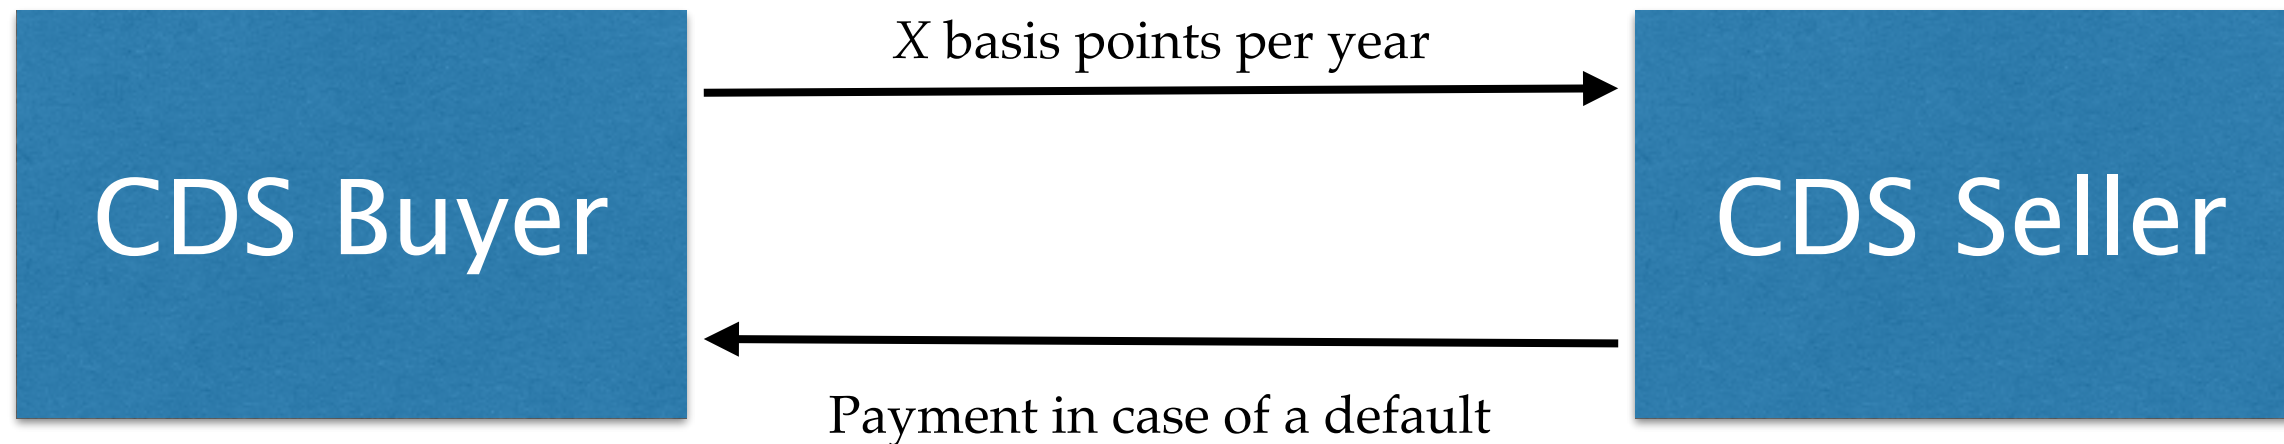 X basis points per year
CDS Buyer
CDS Seller
Payment in case of a default